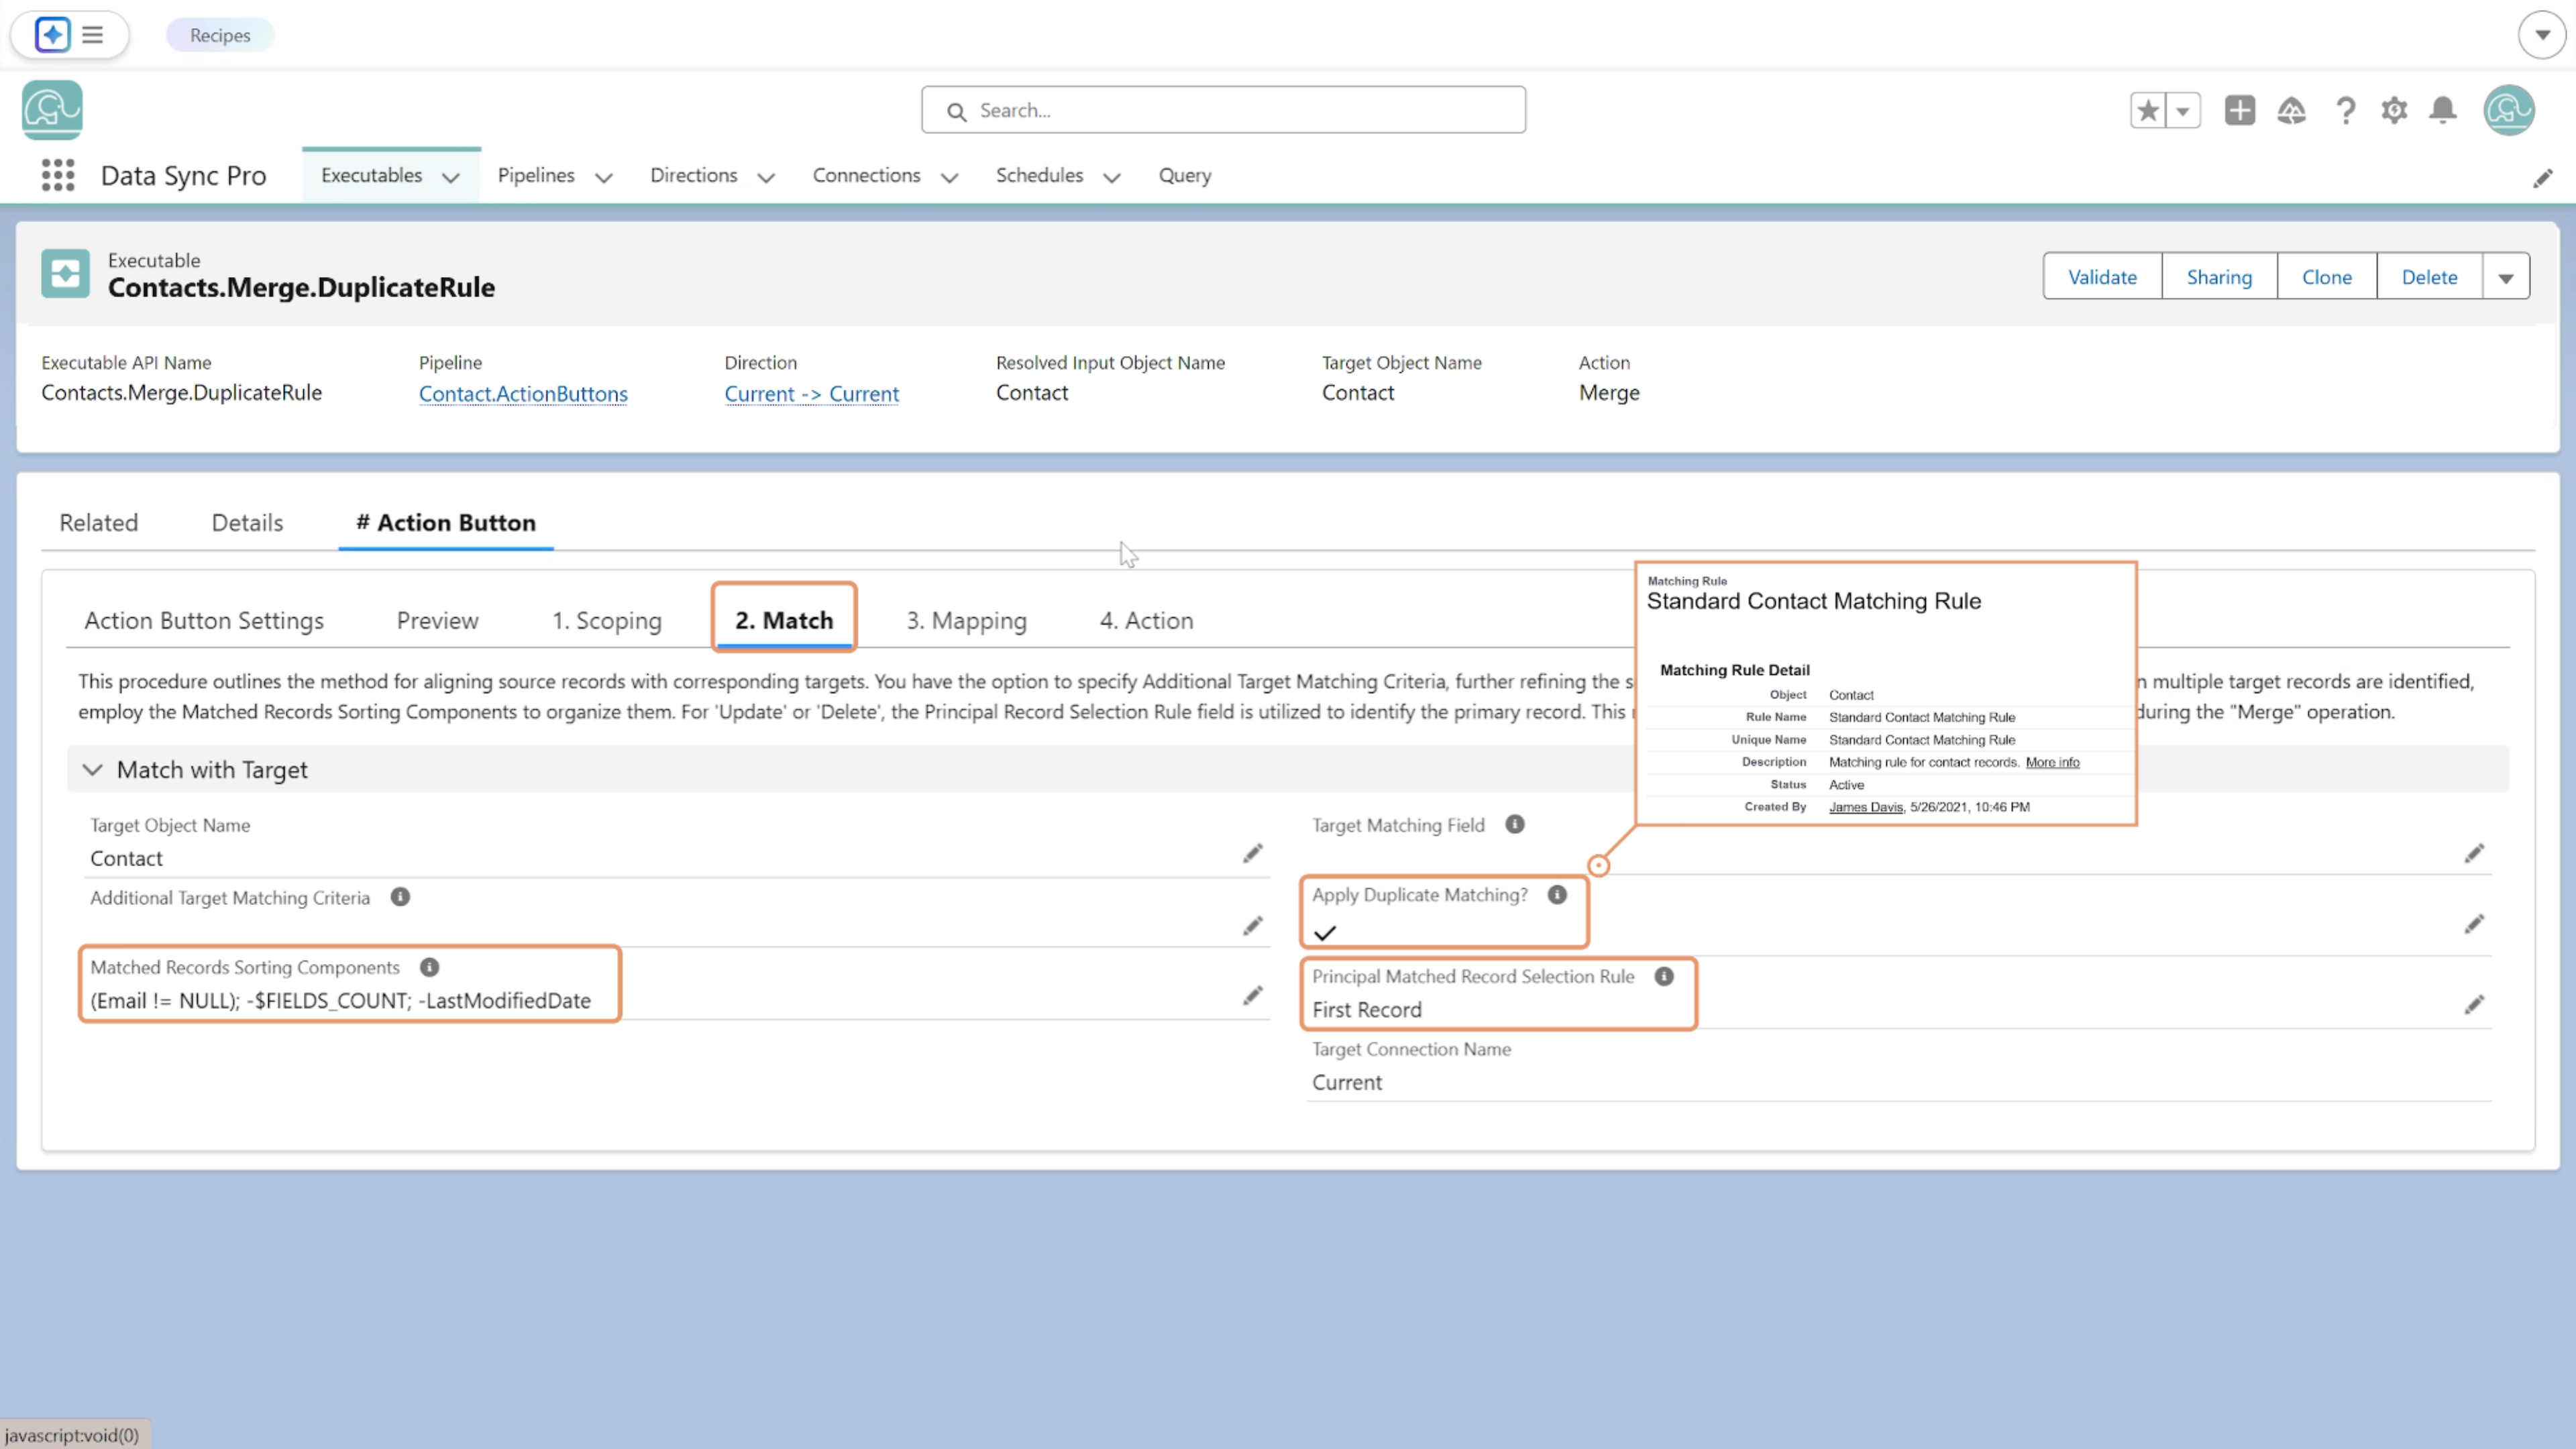 Recipes
Search...
Data Sync Pro
Executables
Pipelines
Directions
Connections
Schedules
Query
Executable
Contacts.Merge.DuplicateRule
Validate
Sharing
Clone
Delete
Executable API Name
Contacts.Merge.DuplicateRule
Pipeline
Contact.ActionButtons
Direction
Current -> Current
Resolved Input Object Name
Contact
Target Object Name
Contact
Action
Merge
Related
Details
# Action Button
Action Button Settings
Preview
1. Scoping
2. Match
3. Mapping
4. Action
This procedure outlines the method for aligning source records with corresponding targets. You have the option to specify Additional Target Matching Criteria, further refining the s
n multiple target records are identified,
employ the Matched Records Sorting Components to organize them. For 'Update' or 'Delete', the Principal Record Selection Rule field is utilized to identify the primary record. This
during the "Merge" operation.
Matching Rule
Standard Contact Matching Rule
Matching Rule Detail
Object Contact
Rule Name Standard Contact Matching Rule
Unique Name Standard Contact Matching Rule
Description Matching rule for contact records. More info
Status Active
Created By James Davis, 5/26/2021, 10:46 PM
Match with Target
Target Object Name
Contact
Target Matching Field
Additional Target Matching Criteria
Apply Duplicate Matching?
Matched Records Sorting Components
(Email != NULL); -$FIELDS_COUNT; -LastModifiedDate
Principal Matched Record Selection Rule
First Record
Target Connection Name
Current
javascript:void(0)